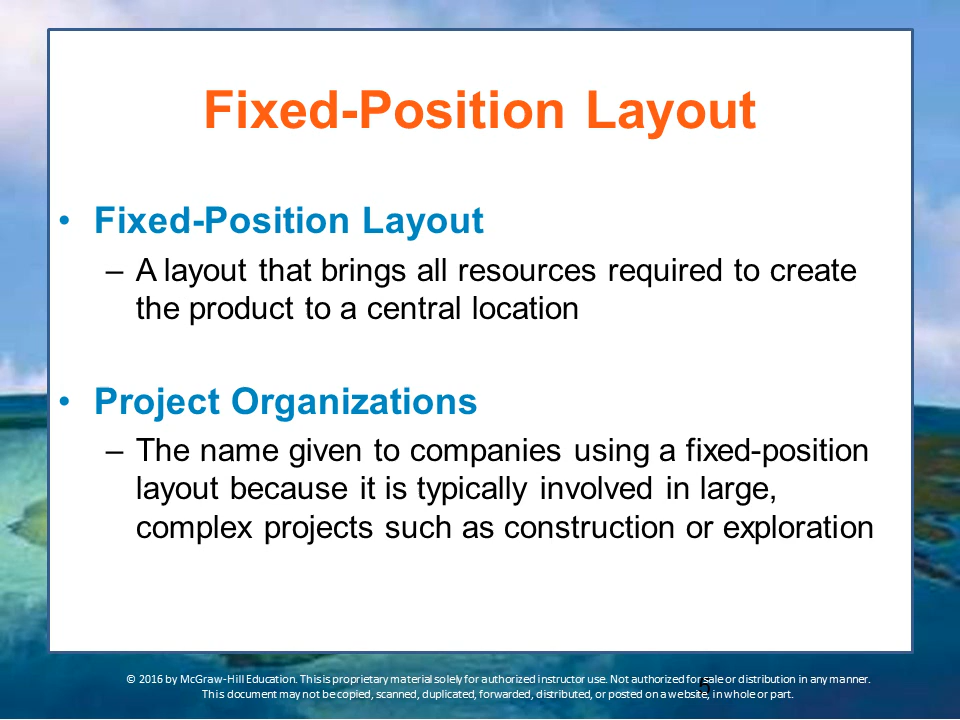 Fixed-Position Layout
• Fixed-Position Layout
– A layout that brings all resources required to create
the product to a central location
• Project Organizations
– The name given to companies using a fixed-position
layout because it is typically involved in large,
complex projects such as construction or exploration
© 2016 by McGraw-Hill Education. This is proprietary material solely for authorized instructor use. Not authorized for sale or distribution in any manner.
This document may not be copied, scanned, duplicated, forwarded, distributed, or posted on a website, in whole or part.
5